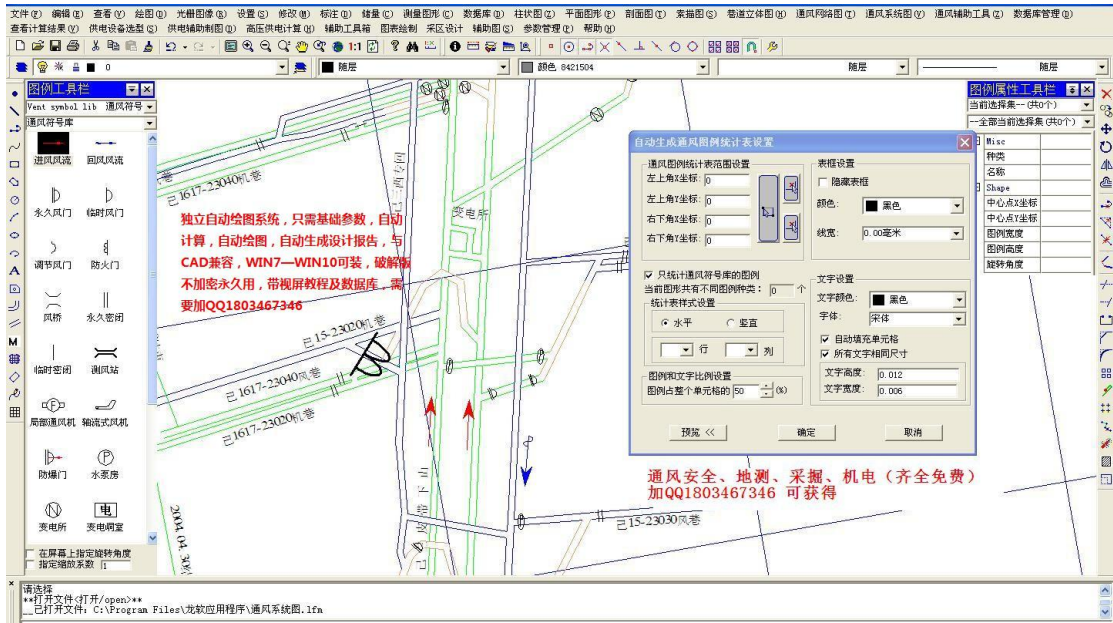 文件(F) 编辑(E) 查看(V) 绘图(D) 光栅图像(R) 设置(S) 修改(M) 标注(D) 储量(C) 测量图形(C) 数据库(D) 柱状图(Z) 平面图形(P) 剖面图(T) 素描图(S) 巷道立体图(H) 通风网络图(T) 通风系统图(V) 通风辅助工具(Z) 数据库管理(D)
查看计算结果(V) 供电设备选型(S) 供电辅助制图(D) 高压供电计算(H) 辅助工具箱 图表绘制 采区设计 辅助图(S) 参数管理(P) 帮助(H)
1:1
0
随层
颜色 8421504
随层
随层
图例工具栏
Vent symbol lib 通风符号
通风符号库
进风风流 回风风流
永久风门 临时风门
调节风门 防火门
风桥 永久密闭
临时密闭 测风站
局部通风机 轴流式风机
防爆门 水泵房
变电所 变电硐室
在屏幕上指定旋转角度
指定缩放系数 1
己1617-23040机巷
独立自动绘图系统，只需基础参数，自动
计算，自动绘图，自动生成设计报告，与
CAD兼容，WIN7—WIN10可装，破解版
不加密永久用，带视屏教程及数据库，需
要加QQ1803467346
变电所
己15-23020机巷
己1617-23040风巷
己1617-23020机巷
2004.04.30
己15-23030风巷
自动生成通风图例统计表设置
通风图例统计表范围设置
左上角X坐标: 0
左上角Y坐标: 0
右下角X坐标: 0
右下角Y坐标: 0
表框设置
隐藏表框
颜色: 黑色
线宽: 0.00毫米
只统计通风符号库的图例
当前图形共有不同图例种类: 0 个
统计表样式设置
水平 竖直
行 列
图例和文字比例设置
图例占整个单元格的 50 (%)
文字设置
文字颜色: 黑色
字体: 宋体
自动填充单元格
所有文字相同尺寸
文字高度: 0.012
文字宽度: 0.006
预览 << 确定 取消
通风安全、地测、采掘、机电（齐全免费）
加QQ1803467346 可获得
图例属性工具栏
当前选择集--(共0个)
--全部当前选择集(共0个)
Misc
种类
名称
Shape
中心点X坐标
中心点Y坐标
图例宽度
图例高度
旋转角度
请选择
**打开文件<打开/open>**
__已打开文件: C:\Program Files\龙软应用程序\通风系统图.lfm